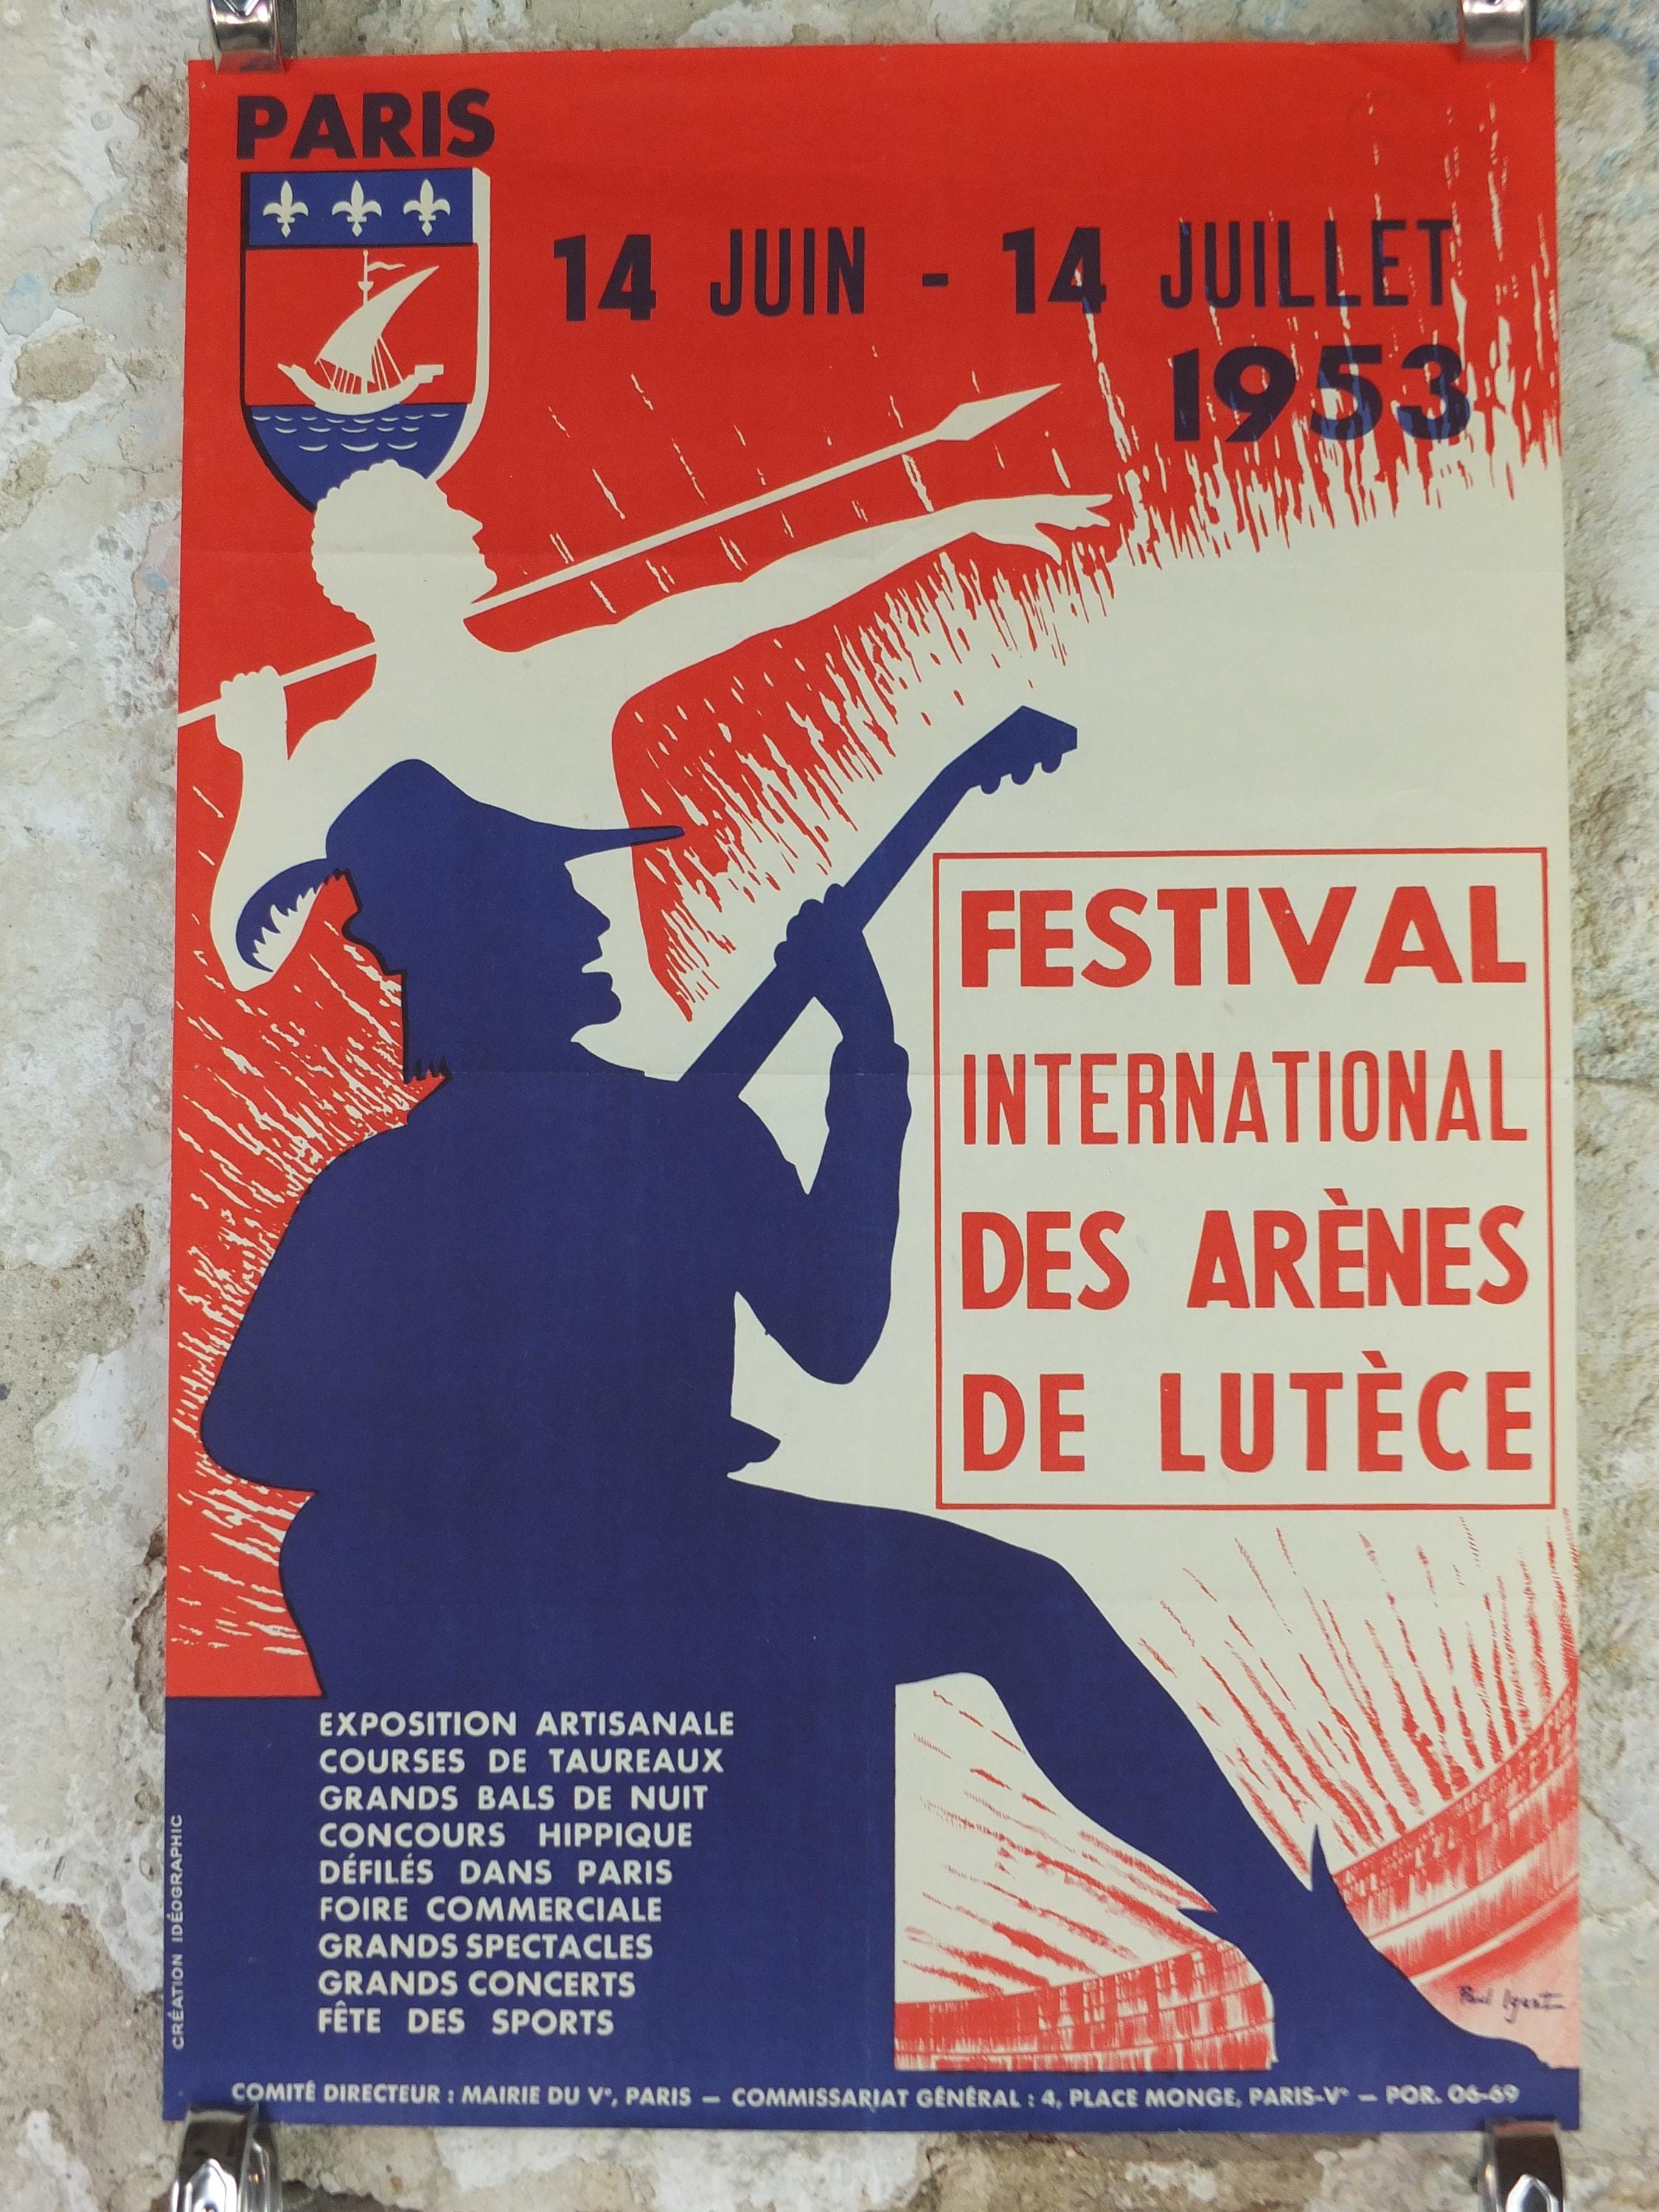 PARIS
14 JUIN - 14 JUILLET
1953
FESTIVAL
INTERNATIONAL
DES ARÈNES
DE LUTÈCE
EXPOSITION ARTISANALE
COURSES DE TAUREAUX
GRANDS BALS DE NUIT
CONCOURS HIPPIQUE
DÉFILÉS DANS PARIS
FOIRE COMMERCIALE
GRANDS SPECTACLES
GRANDS CONCERTS
FÊTE DES SPORTS
CRÉATION IDÉOGRAPHIC
Paul
COMITÉ DIRECTEUR : MAIRIE DU Vᵉ, PARIS — COMMISSARIAT GÉNÉRAL : 4, PLACE MONGE, PARIS-Vᵉ — POR. 06-69